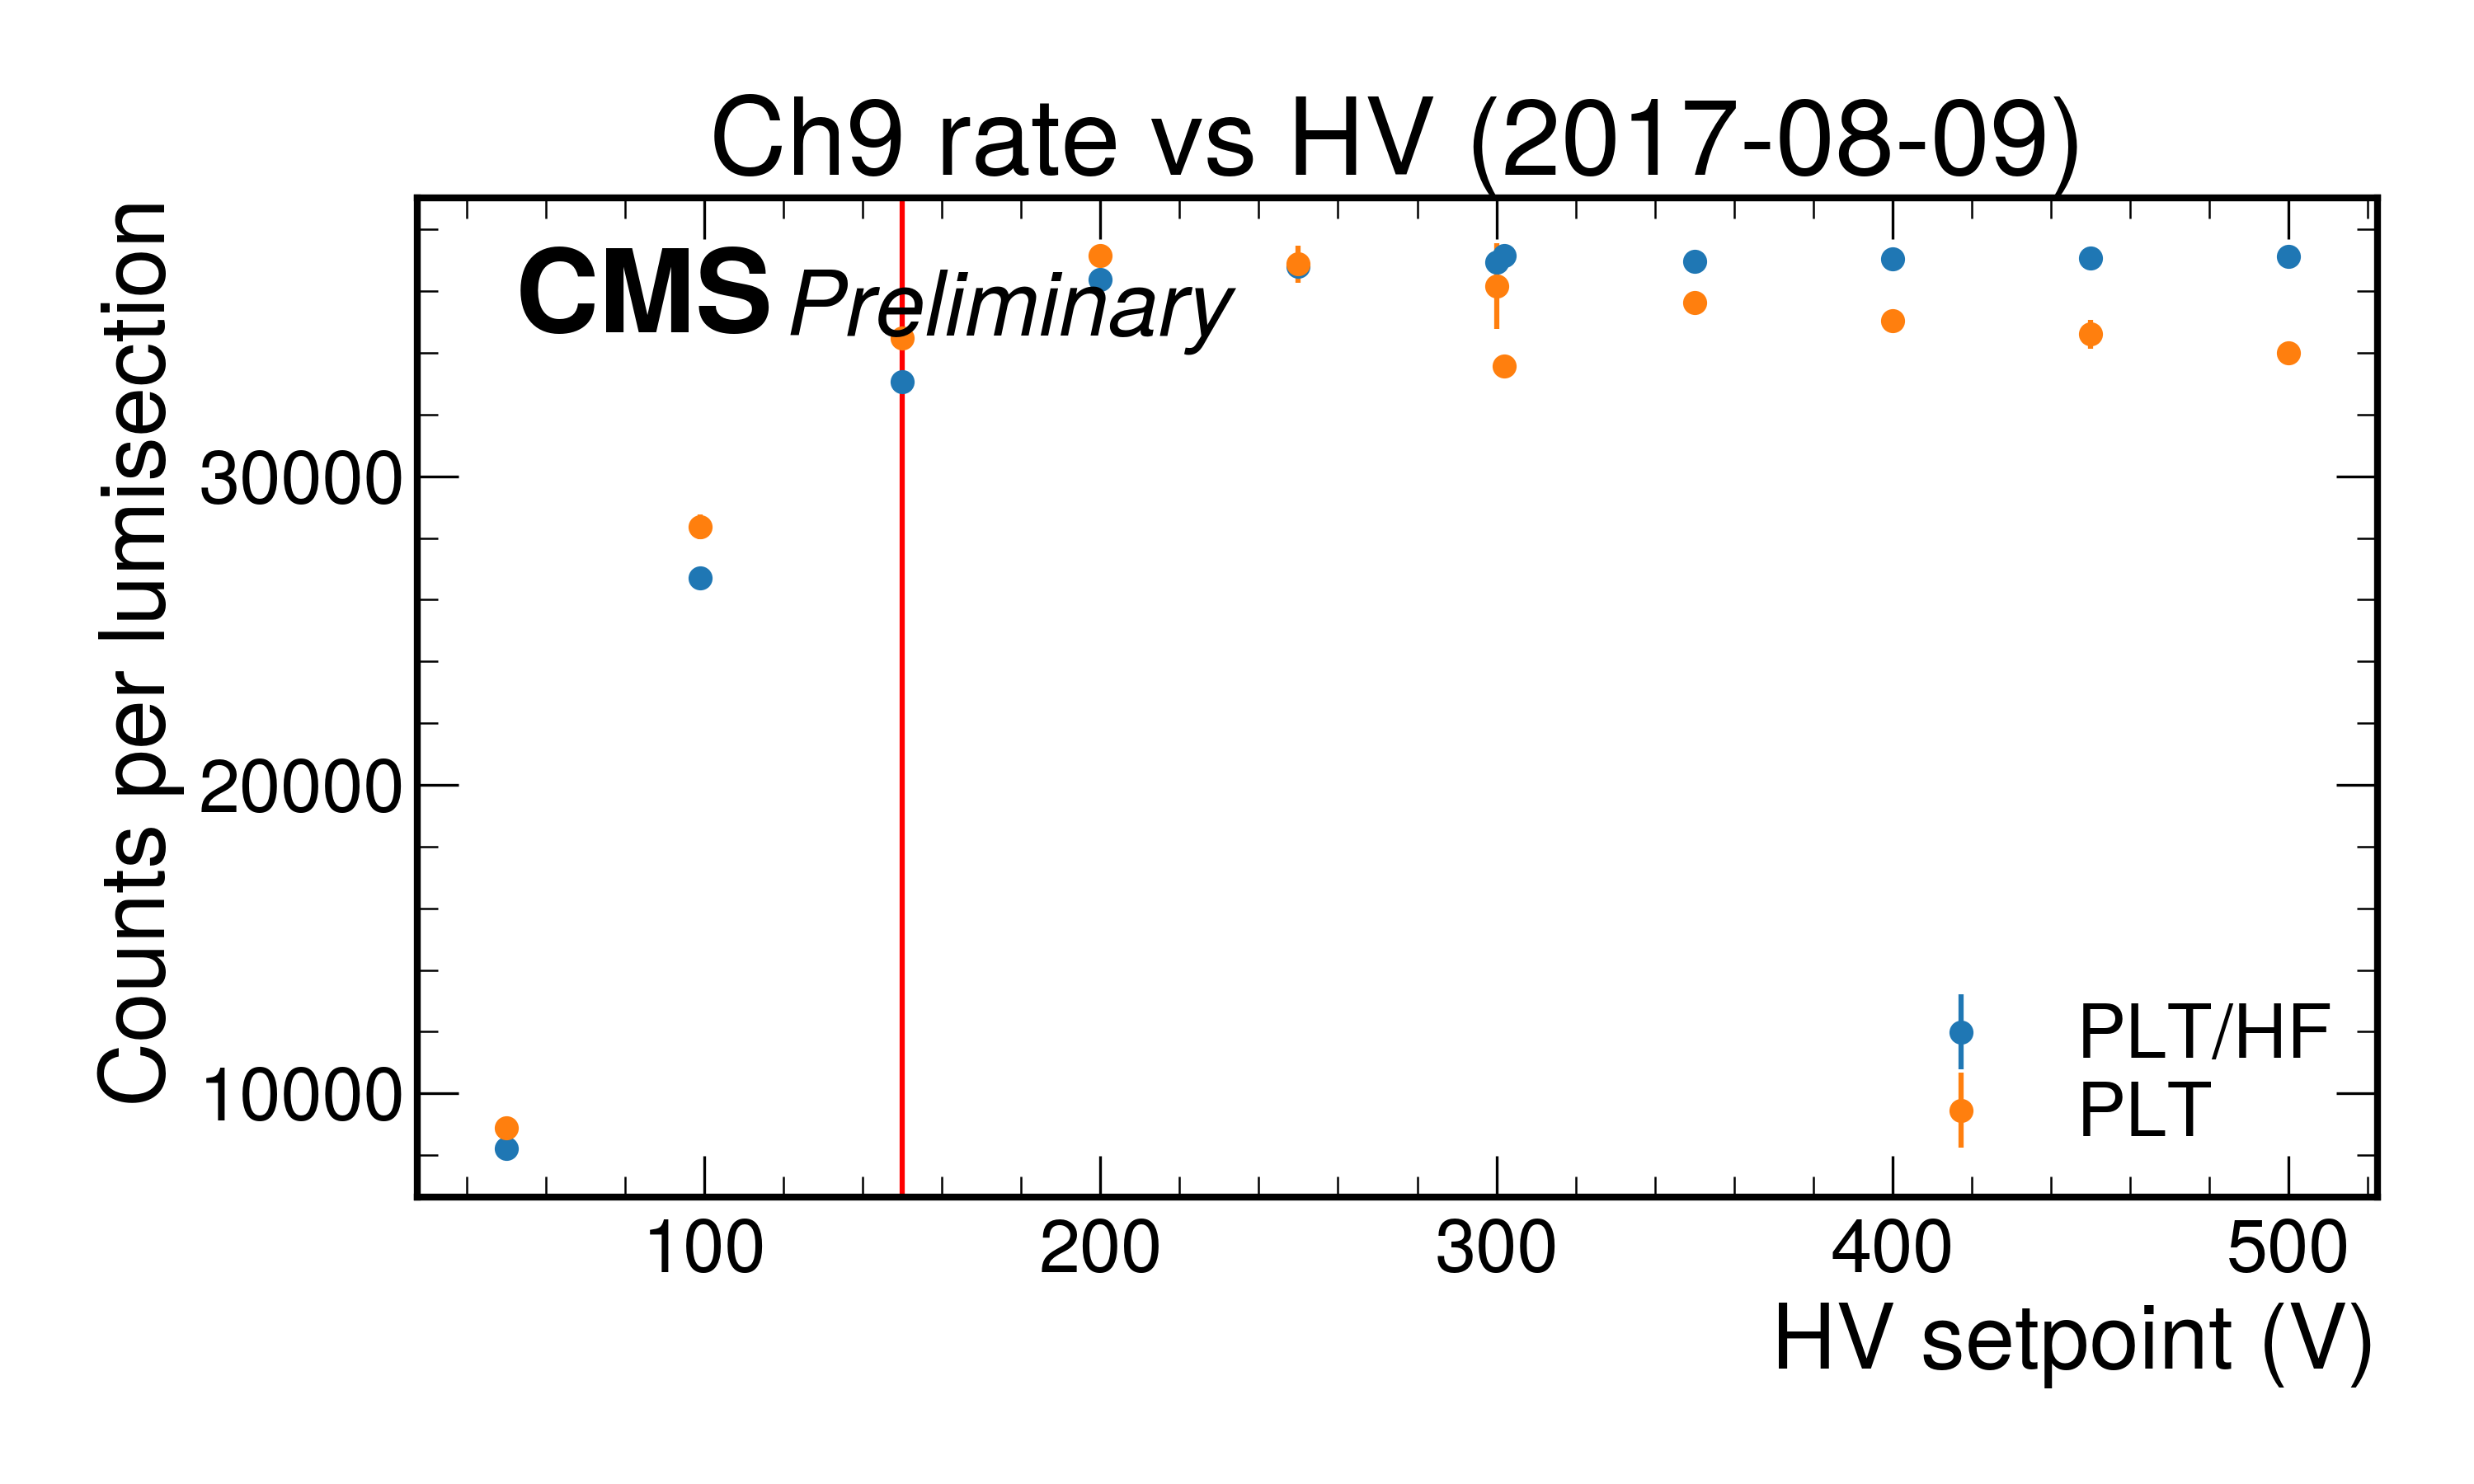 Ch9 rate vs HV (2017-08-09)
CMS Preliminary
Counts per lumisection
30000
20000
10000
PLT/HF
PLT
100 200 300 400 500
HV setpoint (V)